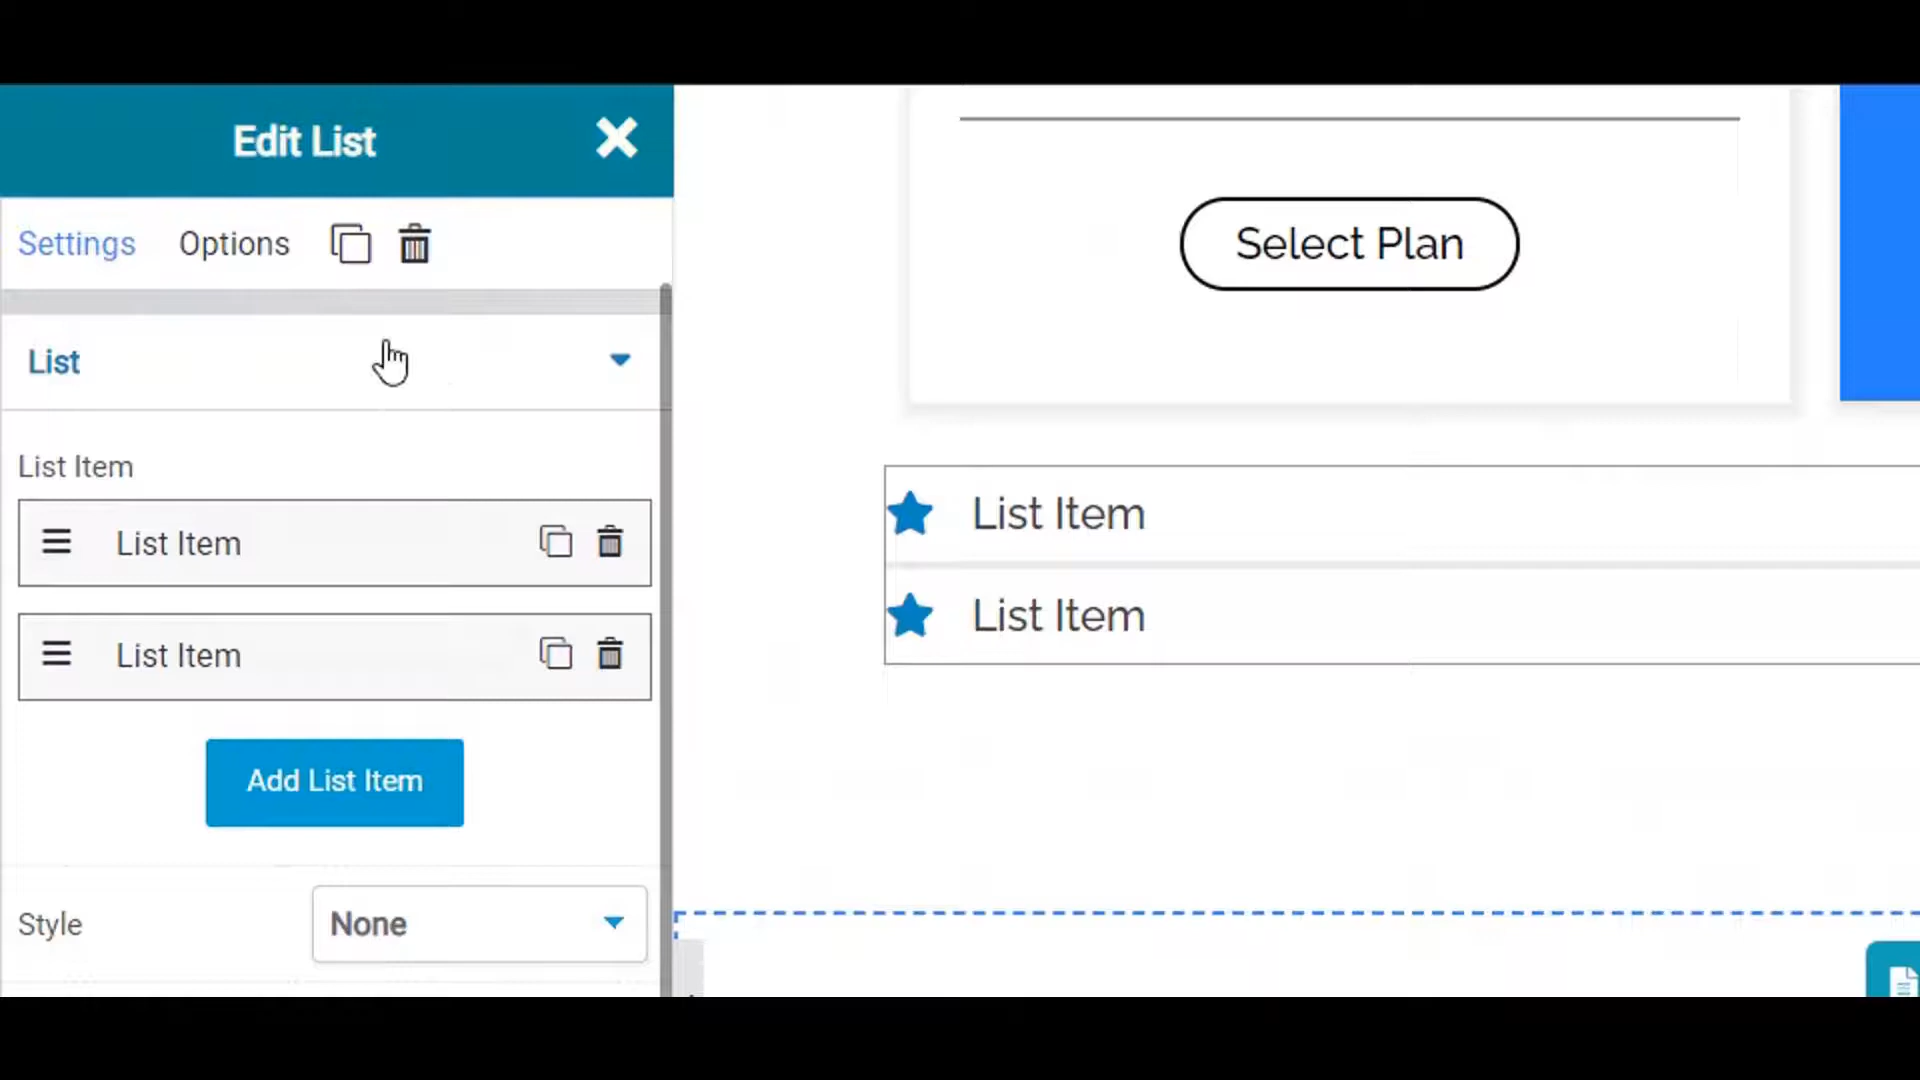 Edit List
Settings Options
List
List Item
List Item
List Item
Add List Item
Style None
Select Plan
List Item
List Item